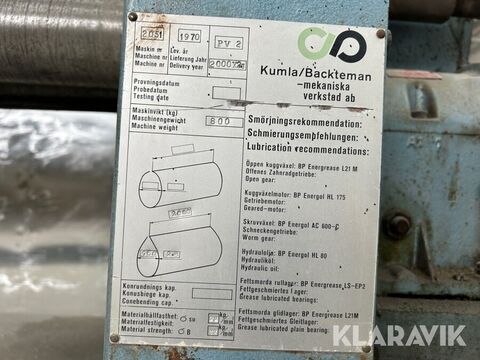 2051 1970 PV 2
Maskin nr Lev. år
Maschine nr Lieferung Jahr
Machine nr Delivery year
Provningsdatum
Probedatum
Testing date
Maskinvikt (kg)
Maschinengewicht 800
Machine weight
Konrundnings kap.
Konusbiege kap.
Conebending cap.
Materialhållfasthet: σ su
Materialfestigkeit:
Material strength: σ B
Kumla/Backteman
-mekaniska
verkstad ab
Smörjningsrekommendation:
Schmierungsempfehlungen:
Lubrication recommendations:
Öppen kuggväxel: BP Energrease L21 M
Offenes Zahnradgetriebe:
Open gear:
Kuggväxelmotor: BP Energol HL 175
Getriebemotor:
Geared-motor:
Skruvväxel: BP Energol AC 600-C
Schneckengetriebe:
Worm gear:
Hydraulolja: BP Energol HL 80
Hydrauliköl:
Hydraulic oil:
Fettsmorda rullager: BP Energrease LS-EP2
Fettgeschmiertes Lager:
Grease lubricated bearing:
Fettsmorda glidlager: BP Energrease L21M
Fettgeschmiertes Gleitlager:
Grease lubricated plain bearing:
KLARAVIK